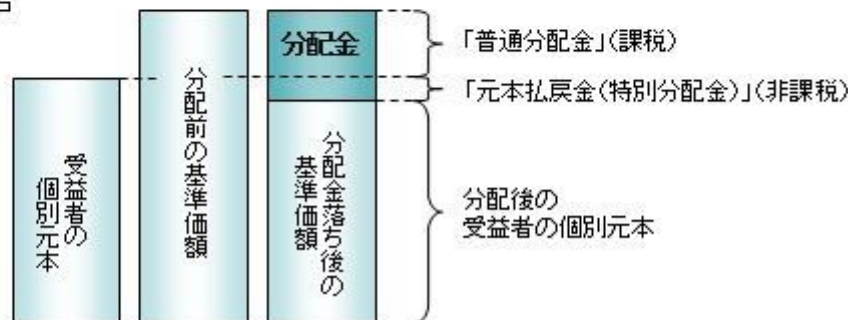 分配金
「普通分配金」(課税)
「元本払戻金(特別分配金)」(非課税)
受益者の
個別元本
分配前の基準価額
分配金落ち後の
基準価額
分配後の
受益者の個別元本